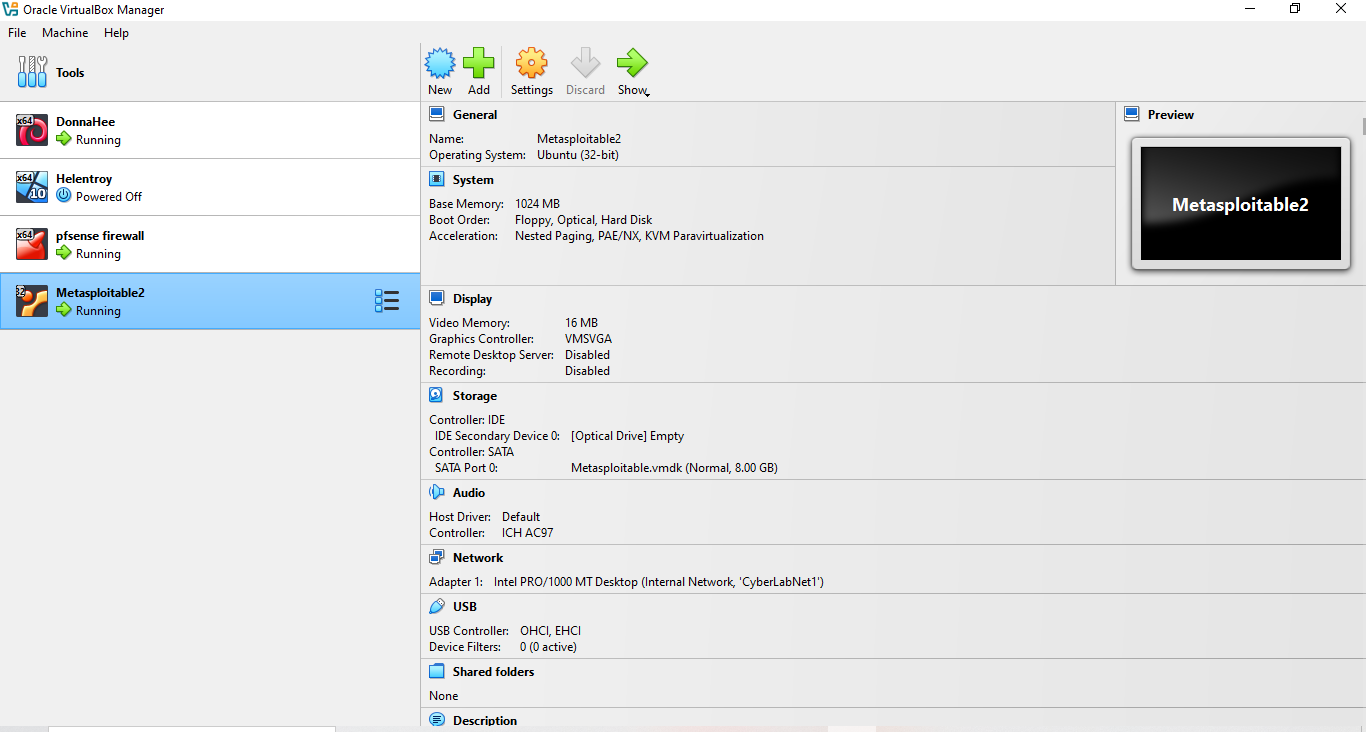 Oracle VirtualBox Manager
File Machine Help
Tools
x64
DonnaHee
Running
x64
10
Helentroy
Powered Off
x64
pfsense firewall
Running
32
Metasploitable2
Running
New Add Settings Discard Show
General
Name: Metasploitable2
Operating System: Ubuntu (32-bit)
System
Base Memory: 1024 MB
Boot Order: Floppy, Optical, Hard Disk
Acceleration: Nested Paging, PAE/NX, KVM Paravirtualization
Preview
Metasploitable2
Display
Video Memory: 16 MB
Graphics Controller: VMSVGA
Remote Desktop Server: Disabled
Recording: Disabled
Storage
Controller: IDE
IDE Secondary Device 0: [Optical Drive] Empty
Controller: SATA
SATA Port 0: Metasploitable.vmdk (Normal, 8.00 GB)
Audio
Host Driver: Default
Controller: ICH AC97
Network
Adapter 1: Intel PRO/1000 MT Desktop (Internal Network, 'CyberLabNet1')
USB
USB Controller: OHCI, EHCI
Device Filters: 0 (0 active)
Shared folders
None
Description